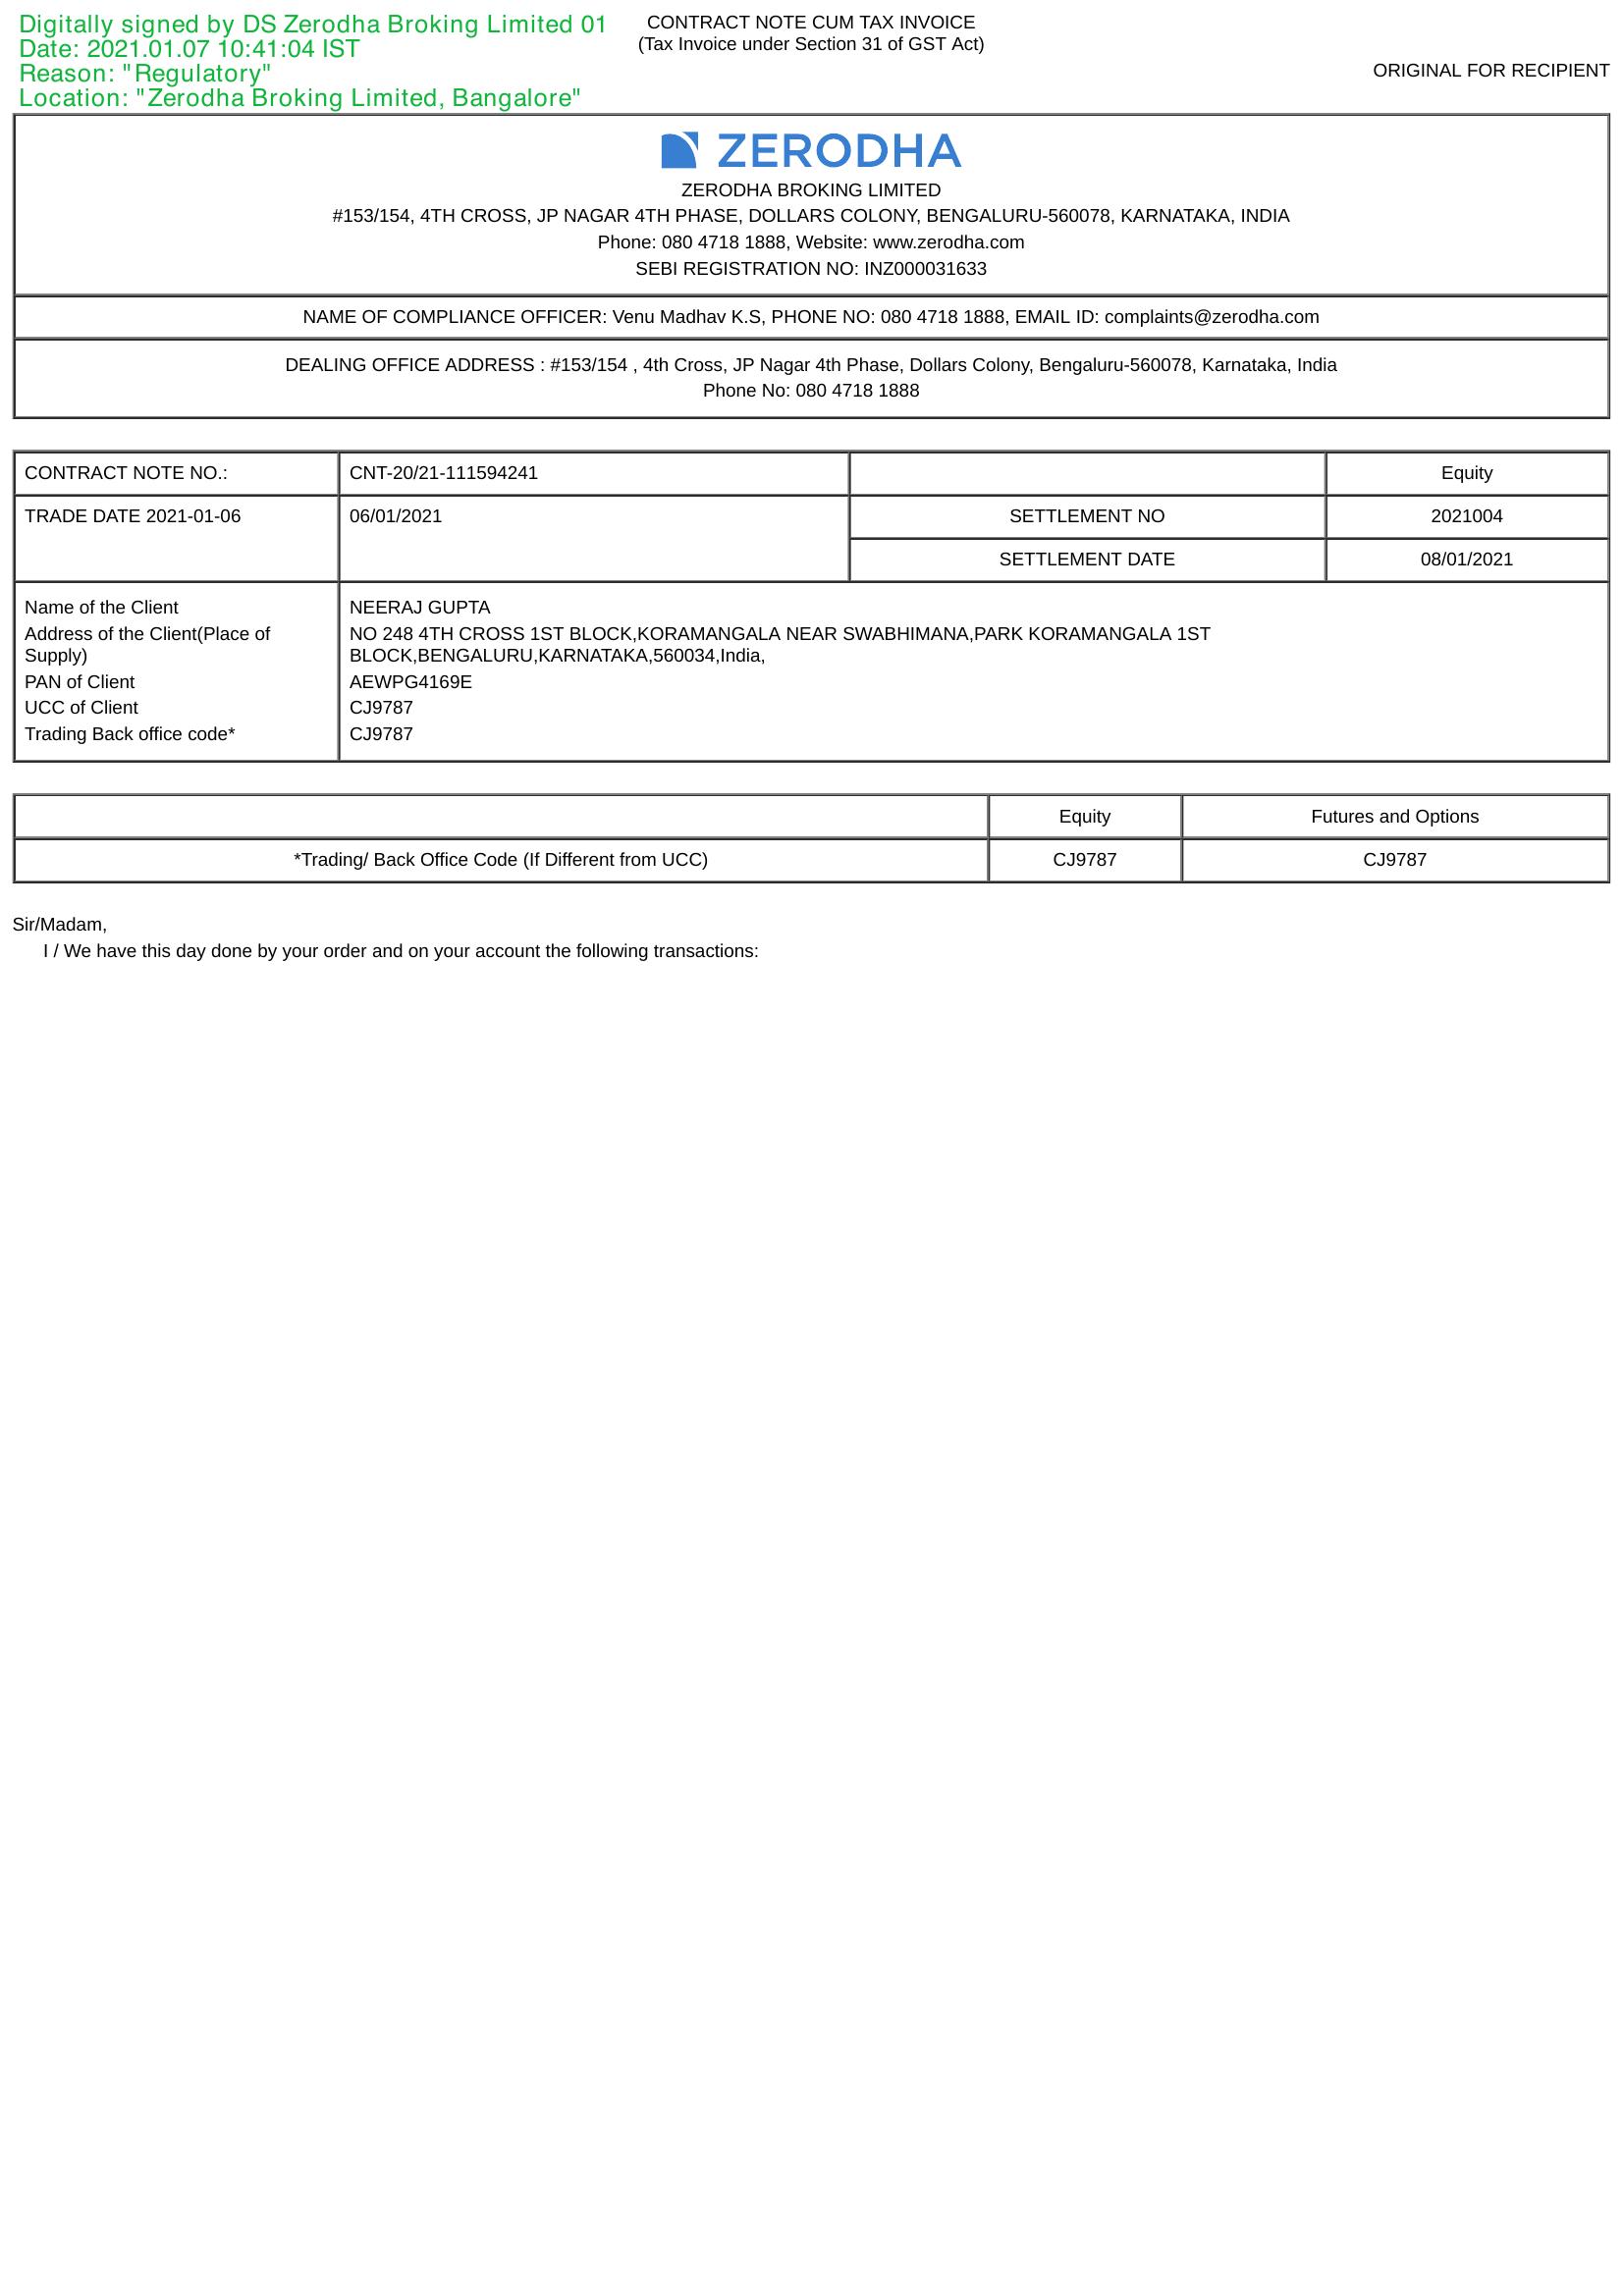 Digitally signed by DS Zerodha Broking Limited 01
Date: 2021.01.07 10:41:04 IST
Reason: "Regulatory"
Location: "Zerodha Broking Limited, Bangalore"
CONTRACT NOTE CUM TAX INVOICE
(Tax Invoice under Section 31 of GST Act)
ORIGINAL FOR RECIPIENT
ZERODHA
ZERODHA BROKING LIMITED
#153/154, 4TH CROSS, JP NAGAR 4TH PHASE, DOLLARS COLONY, BENGALURU-560078, KARNATAKA, INDIA
Phone: 080 4718 1888, Website: www.zerodha.com
SEBI REGISTRATION NO: INZ000031633
NAME OF COMPLIANCE OFFICER: Venu Madhav K.S, PHONE NO: 080 4718 1888, EMAIL ID: complaints@zerodha.com
DEALING OFFICE ADDRESS : #153/154 , 4th Cross, JP Nagar 4th Phase, Dollars Colony, Bengaluru-560078, Karnataka, India
Phone No: 080 4718 1888
CONTRACT NOTE NO.: CNT-20/21-111594241 Equity
TRADE DATE 2021-01-06 06/01/2021 SETTLEMENT NO 2021004
SETTLEMENT DATE 08/01/2021
Name of the Client NEERAJ GUPTA
Address of the Client(Place of NO 248 4TH CROSS 1ST BLOCK,KORAMANGALA NEAR SWABHIMANA,PARK KORAMANGALA 1ST
Supply) BLOCK,BENGALURU,KARNATAKA,560034,India,
PAN of Client AEWPG4169E
UCC of Client CJ9787
Trading Back office code* CJ9787
Equity Futures and Options
*Trading/ Back Office Code (If Different from UCC) CJ9787 CJ9787
Sir/Madam,
I / We have this day done by your order and on your account the following transactions: